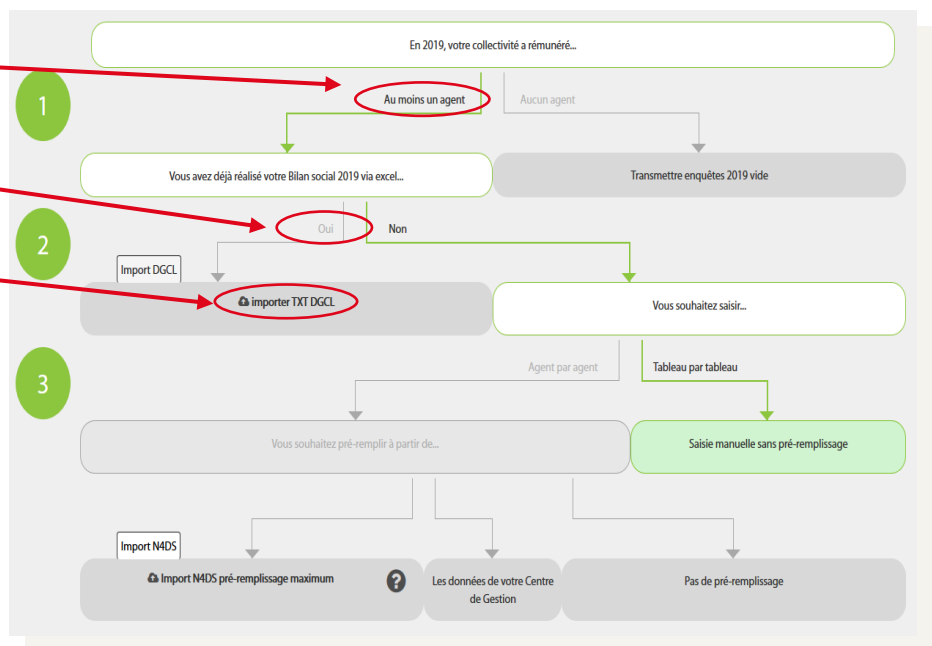 En 2019, votre collectivité a rémunéré...
1
Au moins un agent
Aucun agent
Vous avez déjà réalisé votre Bilan social 2019 via excel...
Transmettre enquêtes 2019 vide
2
Oui
Non
Import DGCL
importer TXT DGCL
Vous souhaitez saisir...
3
Agent par agent
Tableau par tableau
Vous souhaitez pré-remplir à partir de...
Saisie manuelle sans pré-remplissage
Import N4DS
Import N4DS pré-remplissage maximum
?
Les données de votre Centre
de Gestion
Pas de pré-remplissage